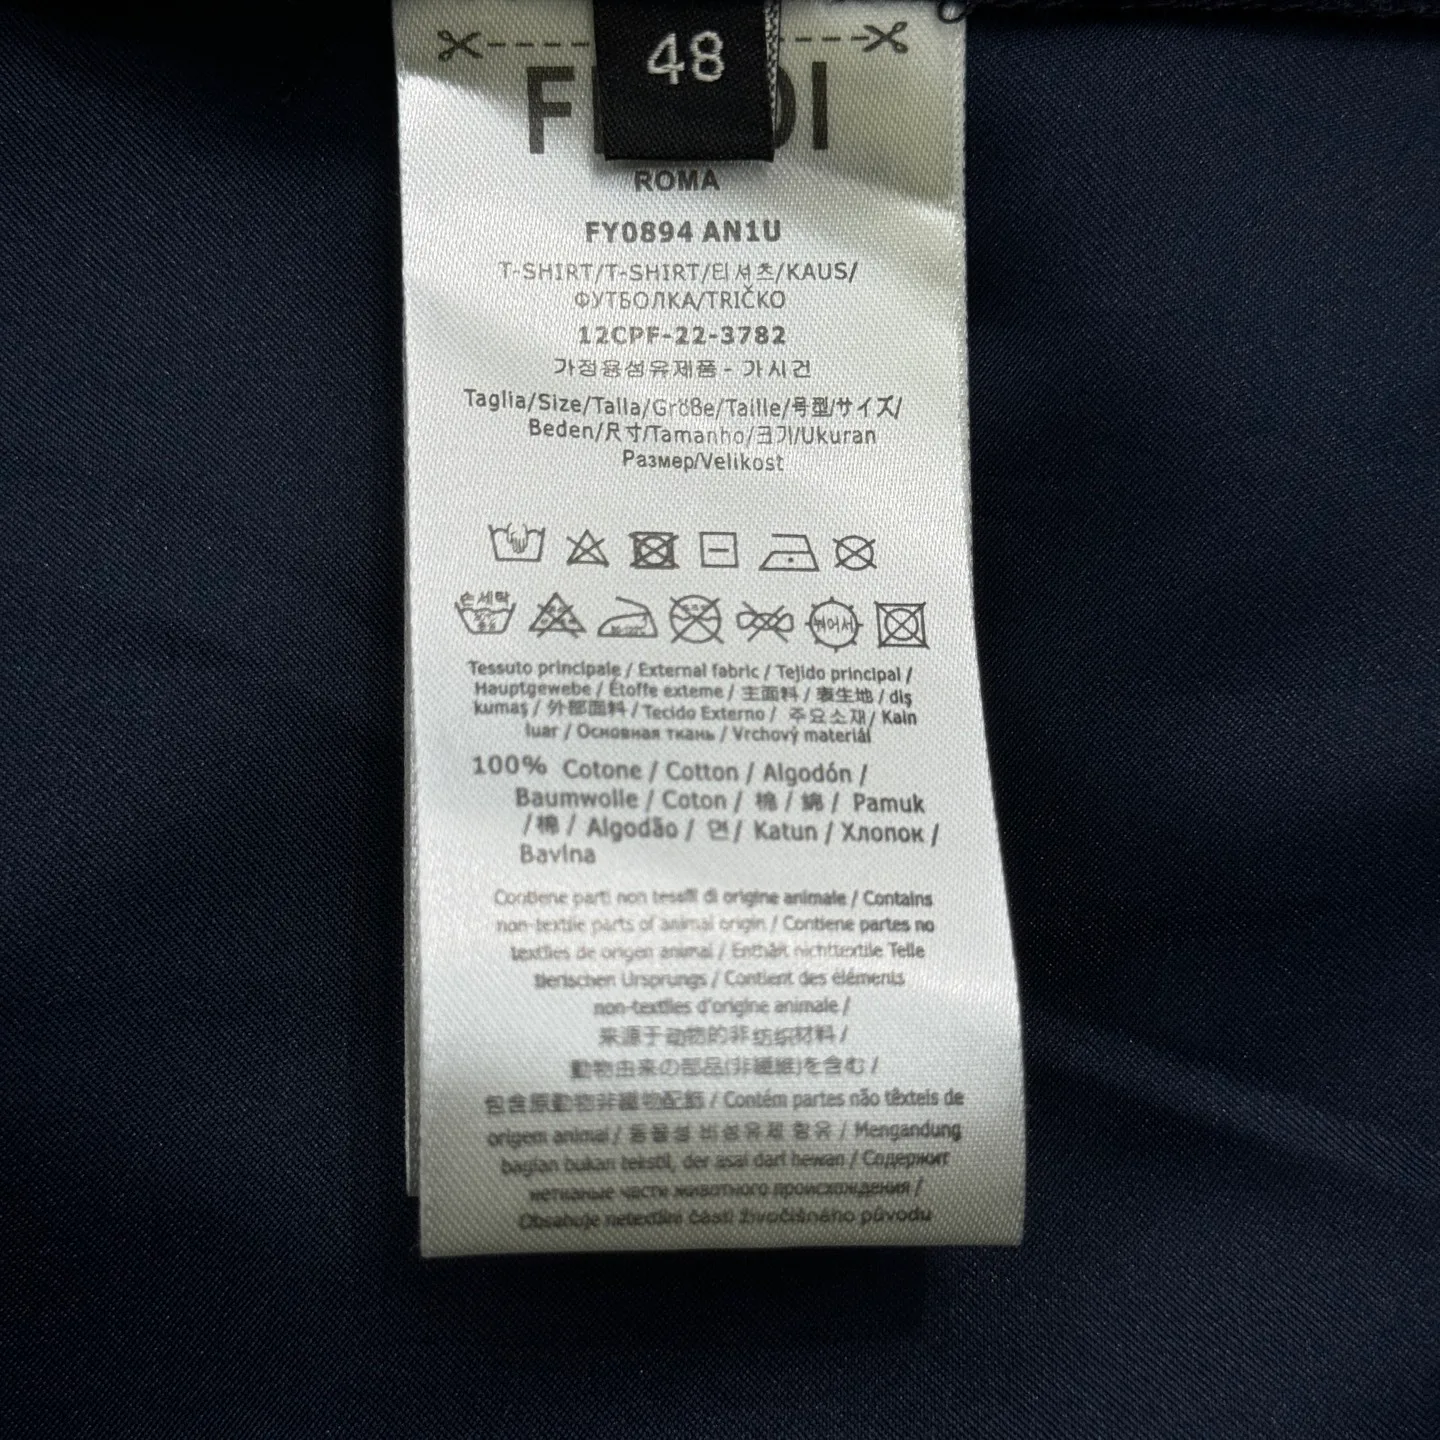 48
ROMA
FY0894 AN1U
T-SHIRT/T-SHIRT/티셔츠/KAUS/
ФУТБОЛКА/TRIČKO
12CPF-22-3782
가정용섬유제품 - 가시건
Taglia/Size/Talla/Größe/Taille/号型/サイズ/
Beden/尺寸/Tamanho/크기/Ukuran
Размер/Velikost
손세탁
Tessuto principale / External fabric / Tejido principal /
Hauptgewebe / Étoffe externe / 主面料 / 表生地 / dış
kumaş / 外部面料 / Tecido Externo / 주요소재 / Kain
luar / Основная ткань / Vrchový materiál
100% Cotone / Cotton / Algodón /
Baumwolle / Coton / 棉 / 綿 / Pamuk
/ 棉 / Algodão / 면 / Katun / Хлопок /
Bavlna
Contiene parti non tessili di origine animale / Contains
non-textile parts of animal origin / Contiene partes no
textiles de origen animal / Enthält nichttextile Teile
tierischen Ursprungs / Contient des éléments
non-textiles d'origine animale /
来源于动物的非纺织材料 /
動物由来の部品(非繊維)を含む /
包含原動物非織物配飾 / Contém partes não têxteis de
origem animal / 동물성 비섬유제 함유 / Mengandung
bagian bukan tekstil, der asal dari hewan / Содержит
нетканые части животного происхождения /
Obsahuje netextilní části živočišného původu